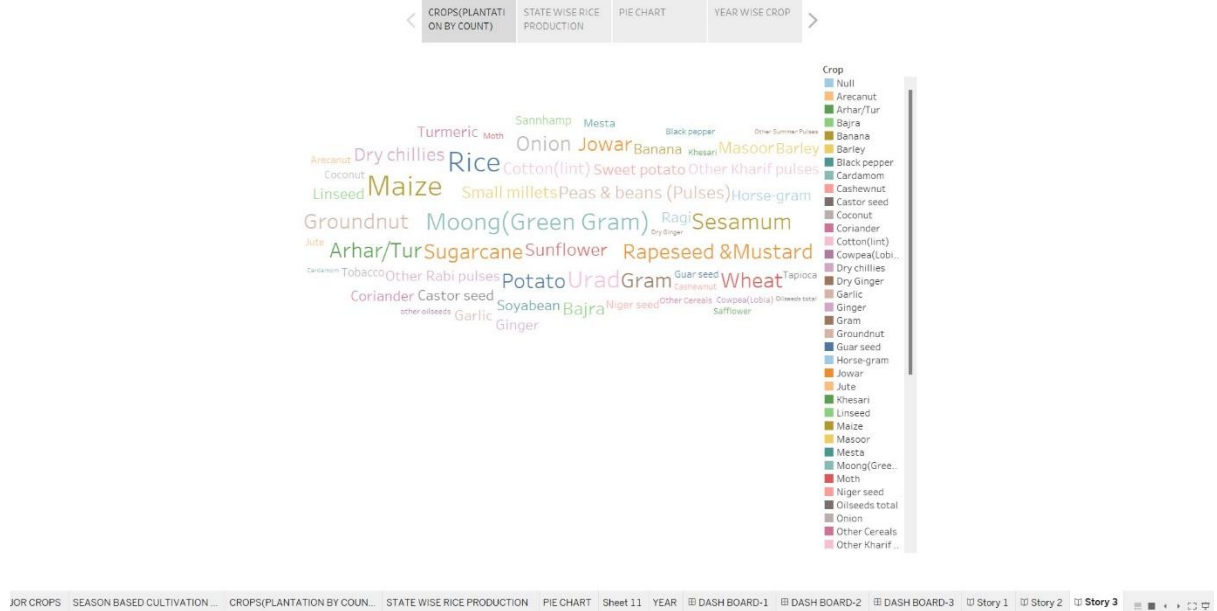 CROPS(PLANTATI
ON BY COUNT)
STATE WISE RICE
PRODUCTION
PIE CHART
YEAR WISE CROP
Sannhamp
Mesta
Turmeric
Moth
Black pepper
Other Summer Pulses
Onion
Jowar
Banana
Khesari
Masoor
Barley
Arecanut
Dry chillies
Rice
Cotton(lint)
Sweet potato
Other Kharif pulses
Coconut
Linseed
Maize
Small millets
Peas & beans (Pulses)
Horse-gram
Groundnut
Moong(Green Gram)
Ragi
Dry Ginger
Sesamum
Jute
Arhar/Tur
Sugarcane
Sunflower
Rapeseed &Mustard
Cardamom
Tobacco
Other Rabi pulses
Potato
Urad
Gram
Guar seed
Cashewnut
Wheat
Tapioca
Coriander
Castor seed
Soyabean
Bajra
Niger seed
Other Cereals
Cowpea(Lobia)
Oilseeds total
other oilseeds
Garlic
Safflower
Ginger
Crop
Null
Arecanut
Arhar/Tur
Bajra
Banana
Barley
Black pepper
Cardamom
Cashewnut
Castor seed
Coconut
Coriander
Cotton(lint)
Cowpea(Lobi..
Dry chillies
Dry Ginger
Garlic
Ginger
Gram
Groundnut
Guar seed
Horse-gram
Jowar
Jute
Khesari
Linseed
Maize
Masoor
Mesta
Moong(Gree..
Moth
Niger seed
Oilseeds total
Onion
Other Cereals
Other Kharif ..
JOR CROPS
SEASON BASED CULTIVATION ...
CROPS(PLANTATION BY COUN...
STATE WISE RICE PRODUCTION
PIE CHART
Sheet 11
YEAR
DASH BOARD-1
DASH BOARD-2
DASH BOARD-3
Story 1
Story 2
Story 3